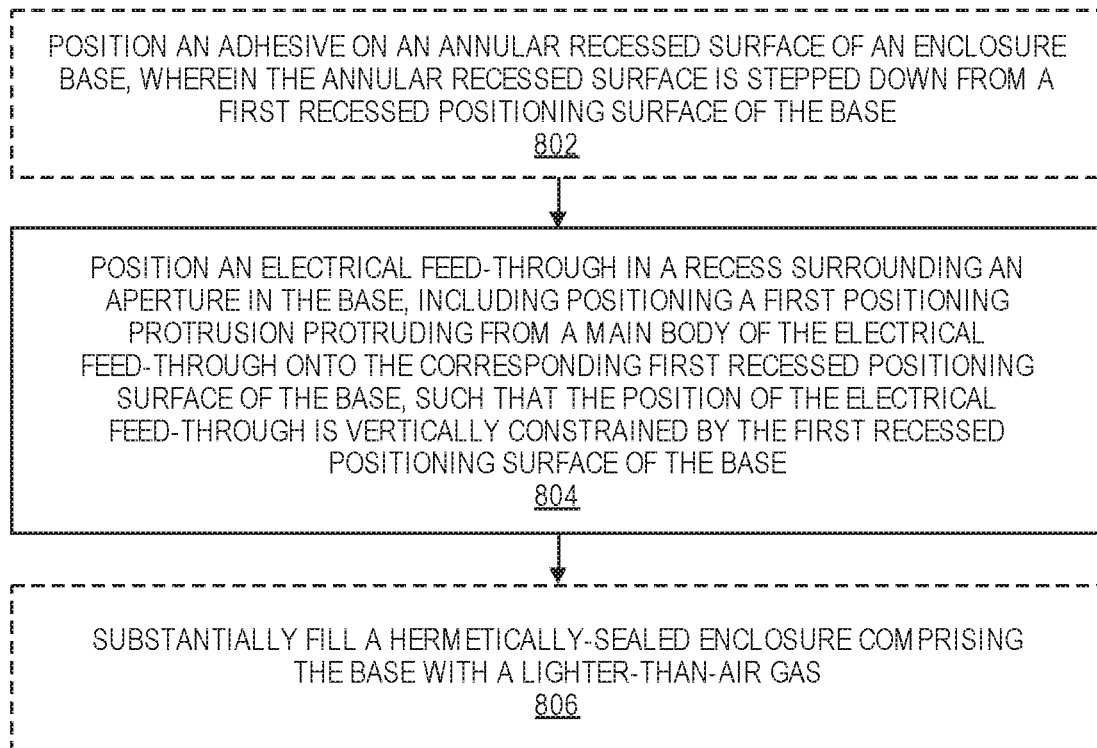 POSITION AN ADHESIVE ON AN ANNULAR RECESSED SURFACE OF AN ENCLOSURE
BASE, WHEREIN THE ANNULAR RECESSED SURFACE IS STEPPED DOWN FROM A
FIRST RECESSED POSITIONING SURFACE OF THE BASE
802
POSITION AN ELECTRICAL FEED-THROUGH IN A RECESS SURROUNDING AN
APERTURE IN THE BASE, INCLUDING POSITIONING A FIRST POSITIONING
PROTRUSION PROTRUDING FROM A MAIN BODY OF THE ELECTRICAL
FEED-THROUGH ONTO THE CORRESPONDING FIRST RECESSED POSITIONING
SURFACE OF THE BASE, SUCH THAT THE POSITION OF THE ELECTRICAL
FEED-THROUGH IS VERTICALLY CONSTRAINED BY THE FIRST RECESSED
POSITIONING SURFACE OF THE BASE
804
SUBSTANTIALLY FILL A HERMETICALLY-SEALED ENCLOSURE COMPRISING
THE BASE WITH A LIGHTER-THAN-AIR GAS
806